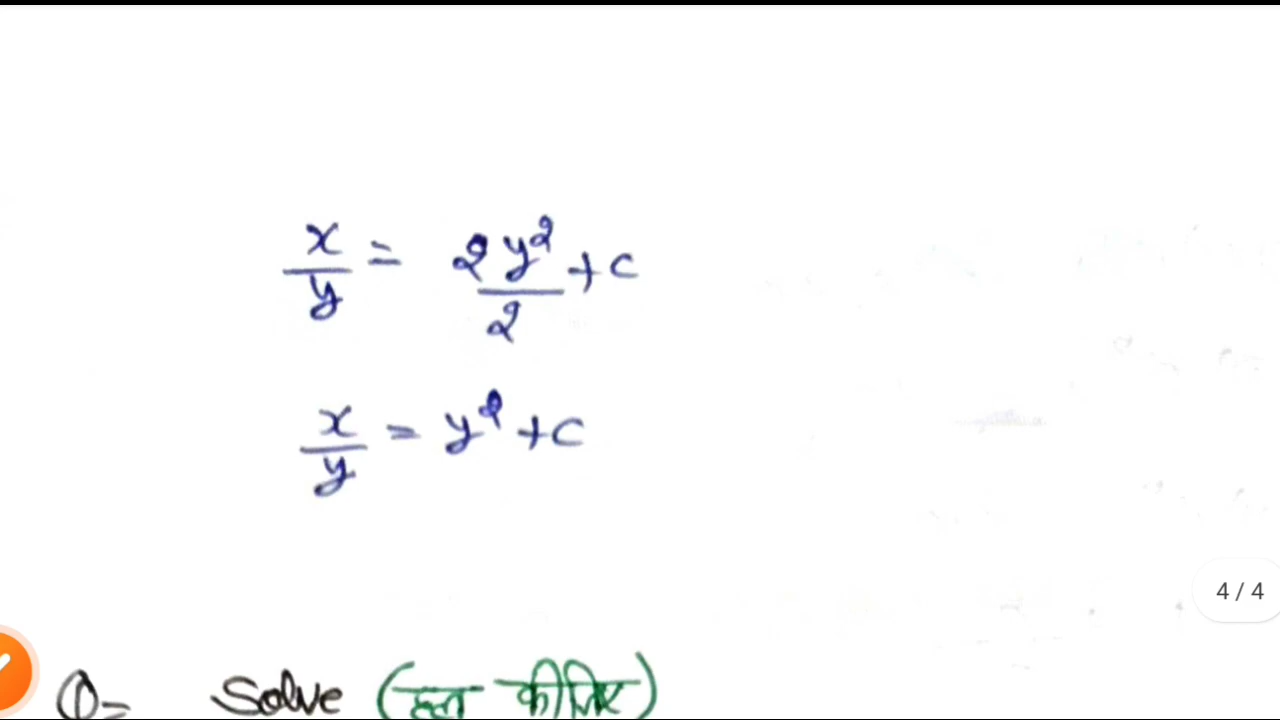 x/y = 2y²/2 + c
x/y = y² + c
4 / 4
Q= Solve (हल कीजिए)